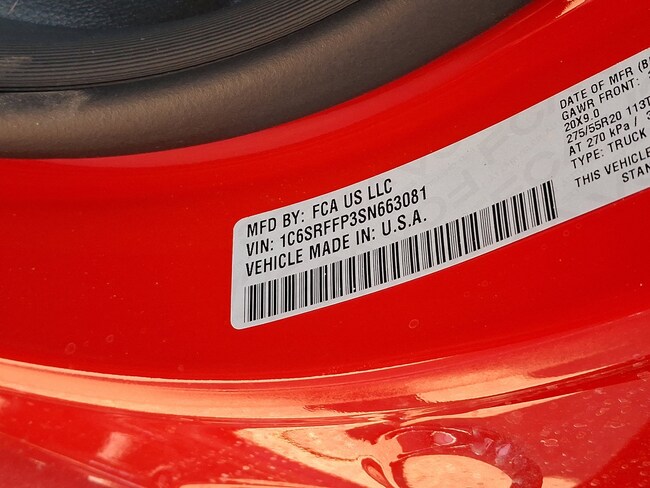 MFD BY: FCA US LLC
VIN: 1C6SRFFP3SN663081
VEHICLE MADE IN: U.S.A.
DATE OF MFR
GAWR FRONT:
20X9.0
275/55R20 113T
AT 270 kPa /
TYPE: TRUCK
THIS VEHICLE